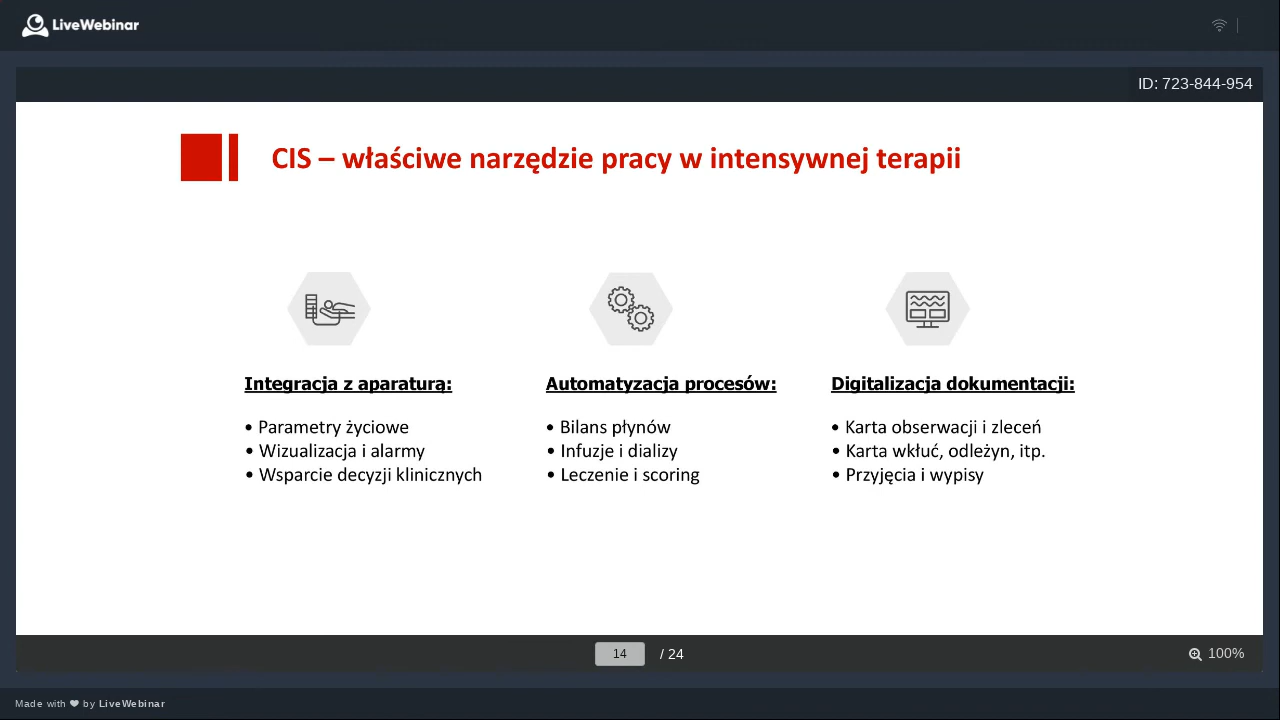 LiveWebinar
ID: 723-844-954
CIS – właściwe narzędzie pracy w intensywnej terapii
Integracja z aparaturą:
• Parametry życiowe
• Wizualizacja i alarmy
• Wsparcie decyzji klinicznych
Automatyzacja procesów:
• Bilans płynów
• Infuzje i dializy
• Leczenie i scoring
Digitalizacja dokumentacji:
• Karta obserwacji i zleceń
• Karta wkłuć, odleżyn, itp.
• Przyjęcia i wypisy
14 / 24
100%
Made with ❤ by LiveWebinar